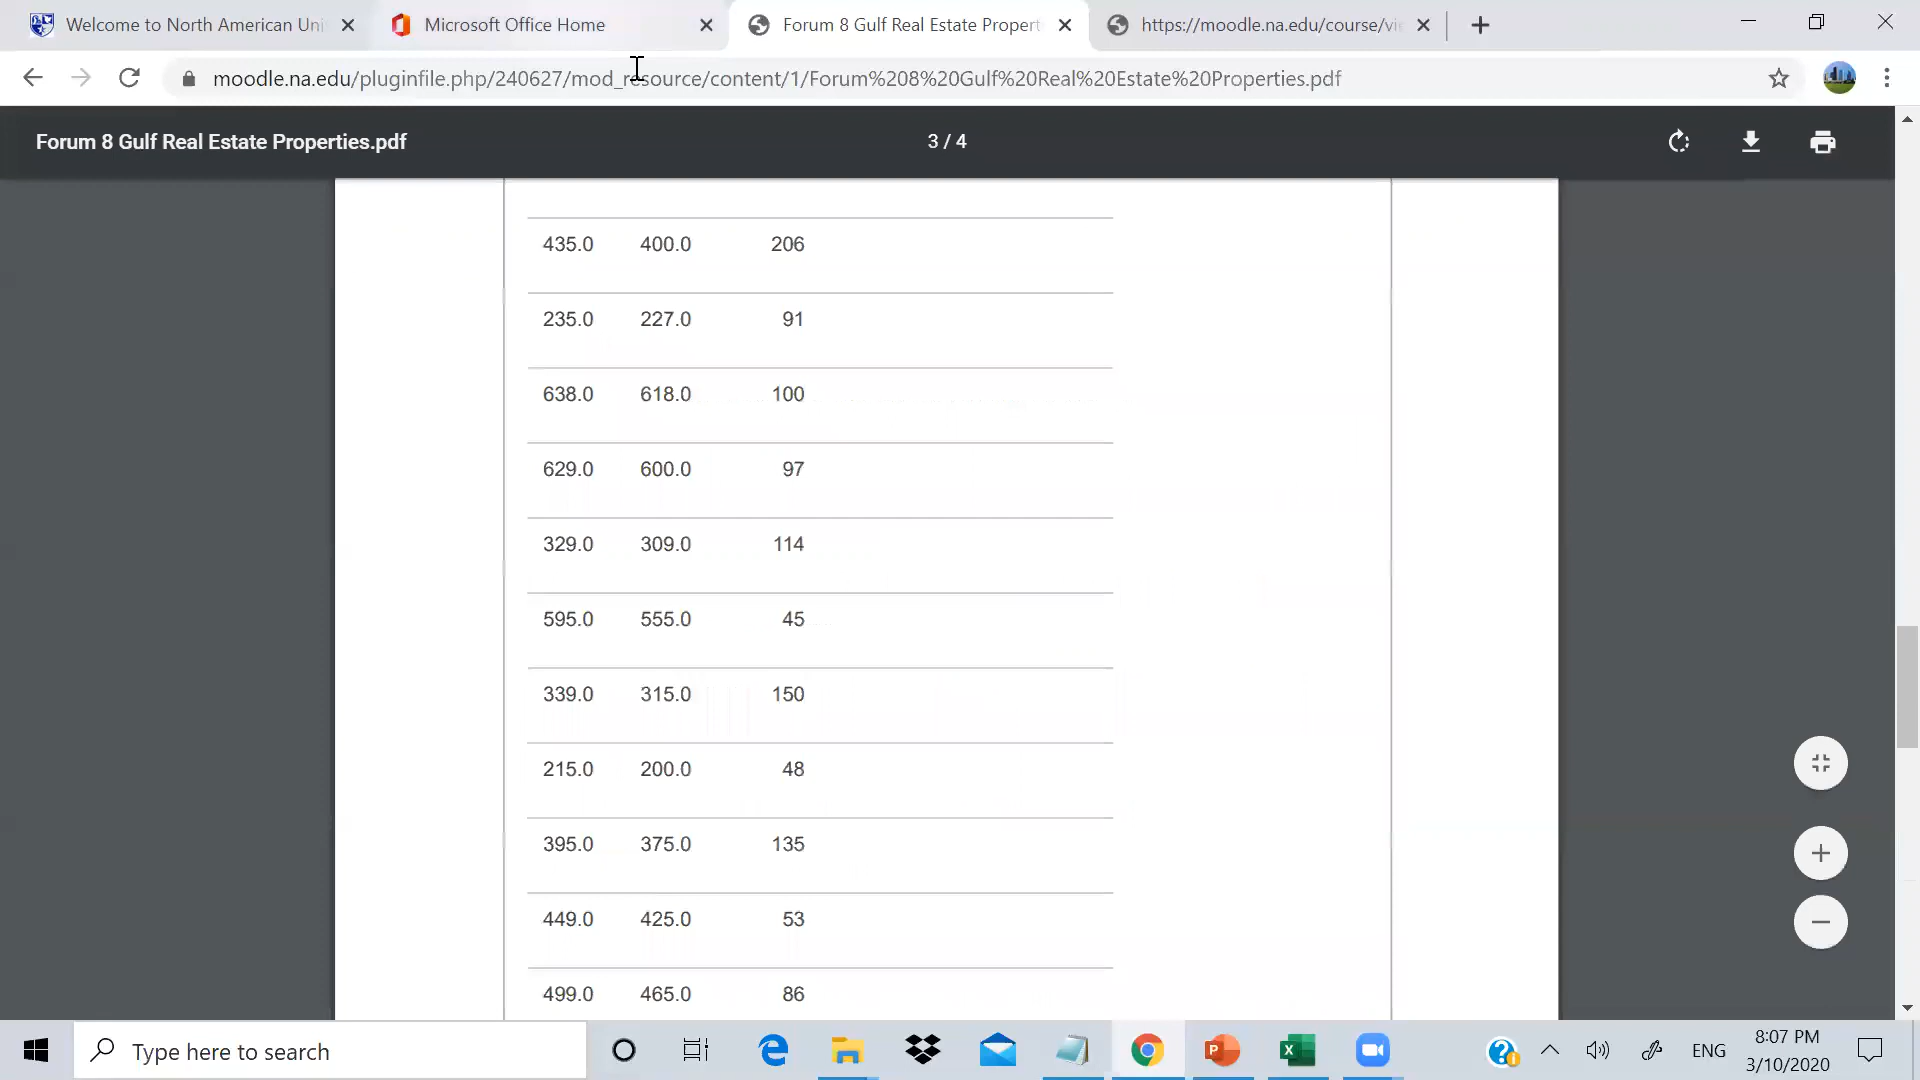 Welcome to North American Uni
Microsoft Office Home
Forum 8 Gulf Real Estate Propert
https://moodle.na.edu/course/vie
moodle.na.edu/pluginfile.php/240627/mod_resource/content/1/Forum%208%20Gulf%20Real%20Estate%20Properties.pdf
Forum 8 Gulf Real Estate Properties.pdf
3 / 4
435.0 400.0 206
235.0 227.0 91
638.0 618.0 100
629.0 600.0 97
329.0 309.0 114
595.0 555.0 45
339.0 315.0 150
215.0 200.0 48
395.0 375.0 135
449.0 425.0 53
499.0 465.0 86
Type here to search
ENG
8:07 PM
3/10/2020